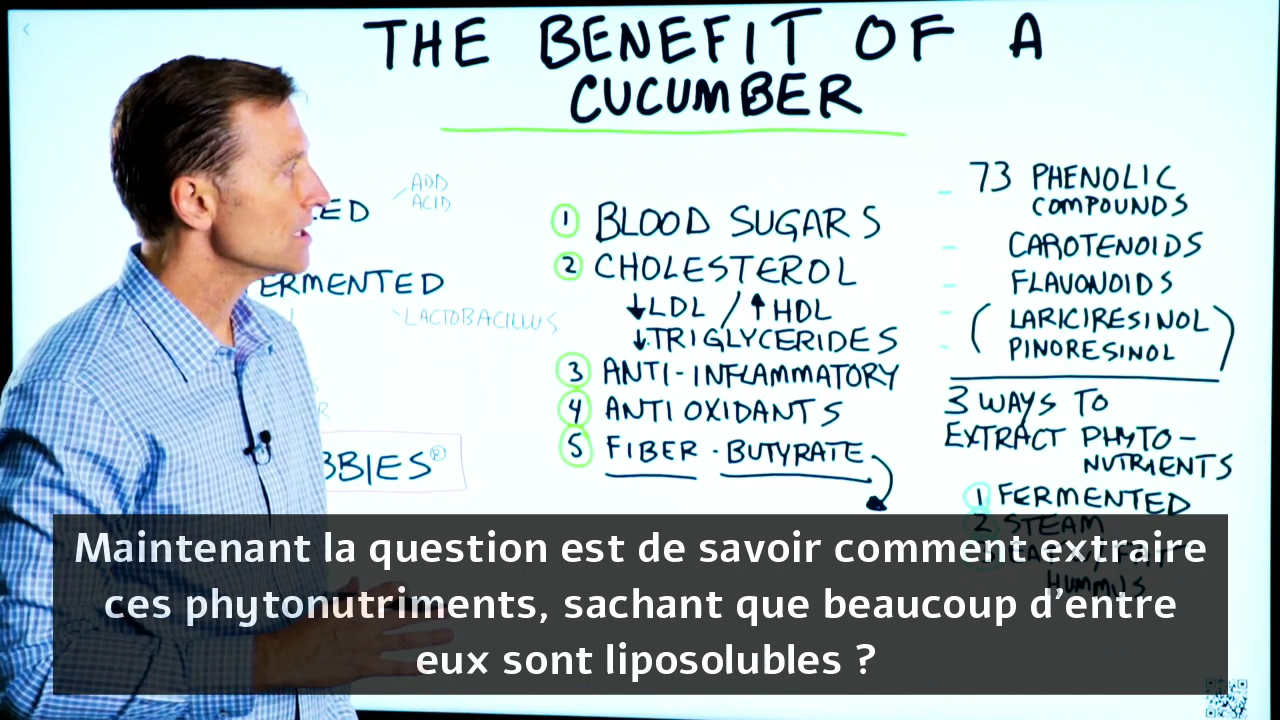 THE BENEFIT OF A
CUCUMBER
ADD
ACID
ERMENTED
LACTOBACILLUS
BBIES®
1 BLOOD SUGARS
2 CHOLESTEROL
↓LDL / ↑HDL
↓TRIGLYCERIDES
3 ANTI-INFLAMMATORY
4 ANTIOXIDANTS
5 FIBER - BUTYRATE
- 73 PHENOLIC
COMPOUNDS
- CAROTENOIDS
- FLAVONOIDS
- (LARICIRESINOL
- PINORESINOL)
3 WAYS TO
EXTRACT PHYTO-
NUTRIENTS
1 FERMENTED
2 STEAM
HUMMUS
Maintenant la question est de savoir comment extraire
ces phytonutriments, sachant que beaucoup d'entre
eux sont liposolubles ?